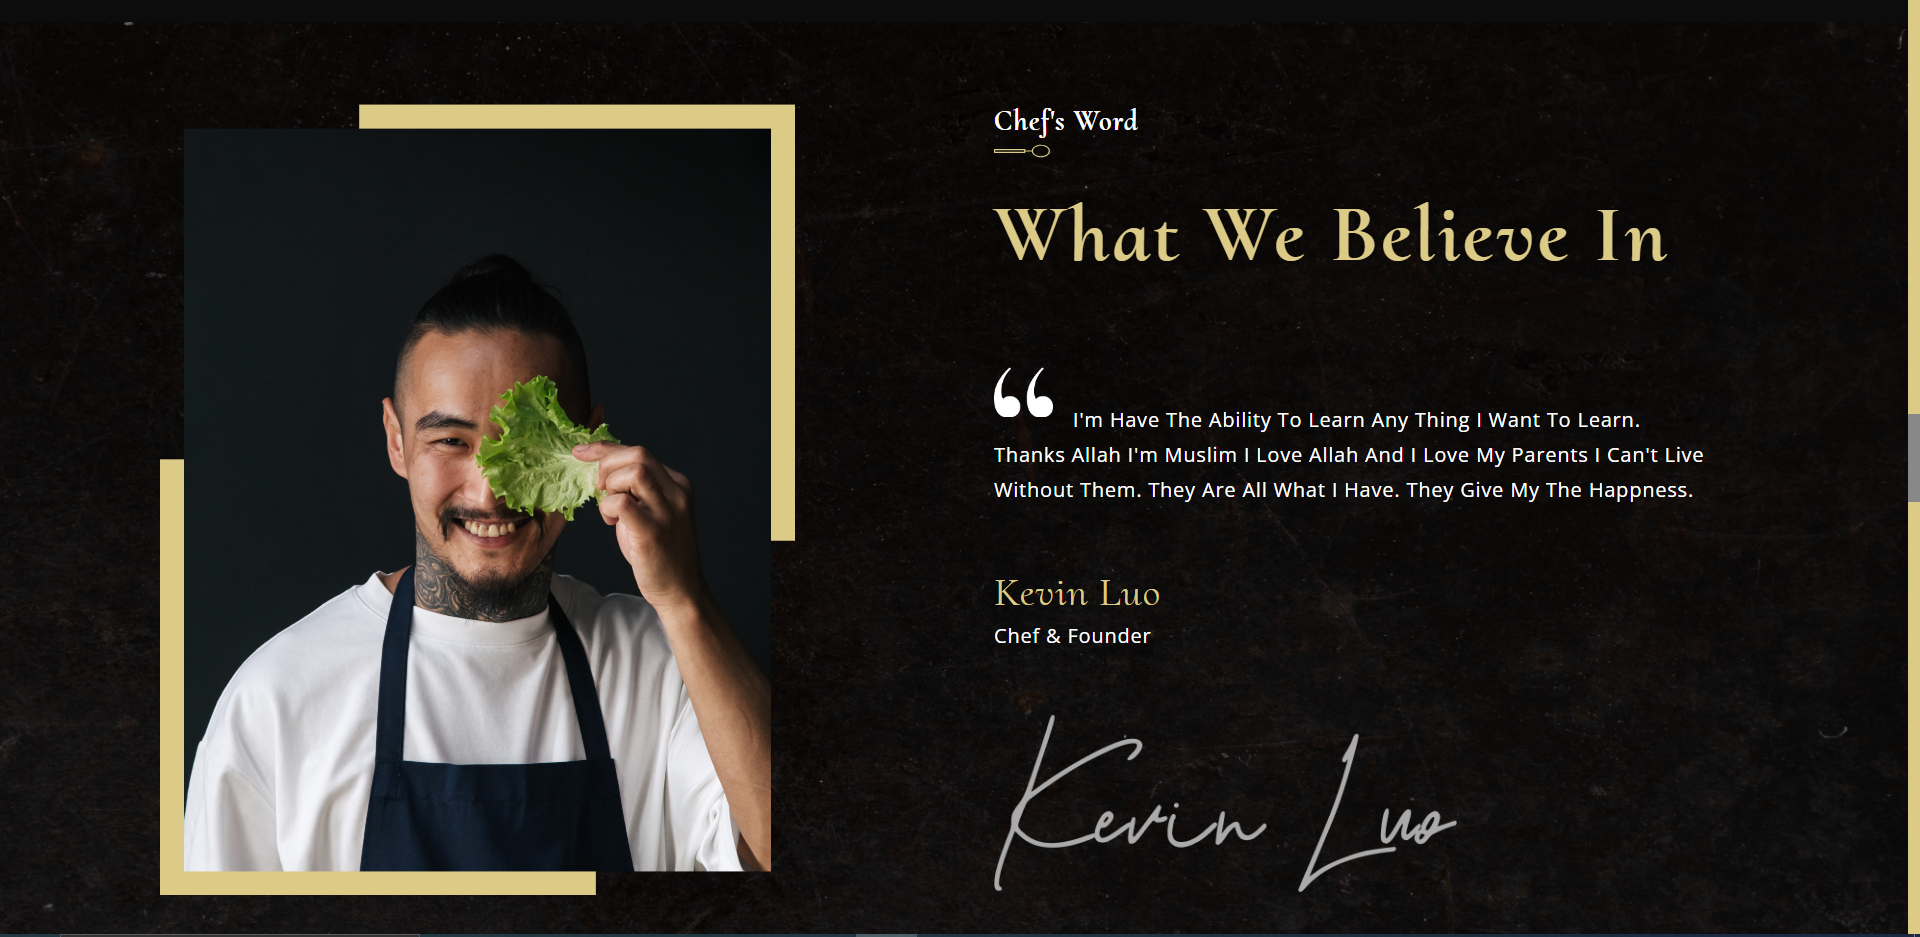 Chef's Word
What We Believe In
I'm Have The Ability To Learn Any Thing I Want To Learn.
Thanks Allah I'm Muslim I Love Allah And I Love My Parents I Can't Live
Without Them. They Are All What I Have. They Give My The Happness.
Kevin Luo
Chef & Founder
Kevin Luo